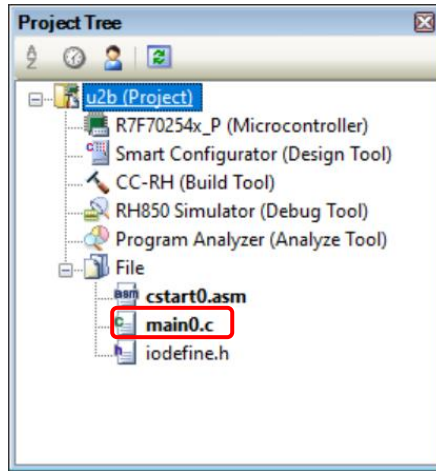 Project Tree
u2b (Project)
R7F70254x_P (Microcontroller)
Smart Configurator (Design Tool)
CC-RH (Build Tool)
RH850 Simulator (Debug Tool)
Program Analyzer (Analyze Tool)
File
cstart0.asm
main0.c
iodefine.h